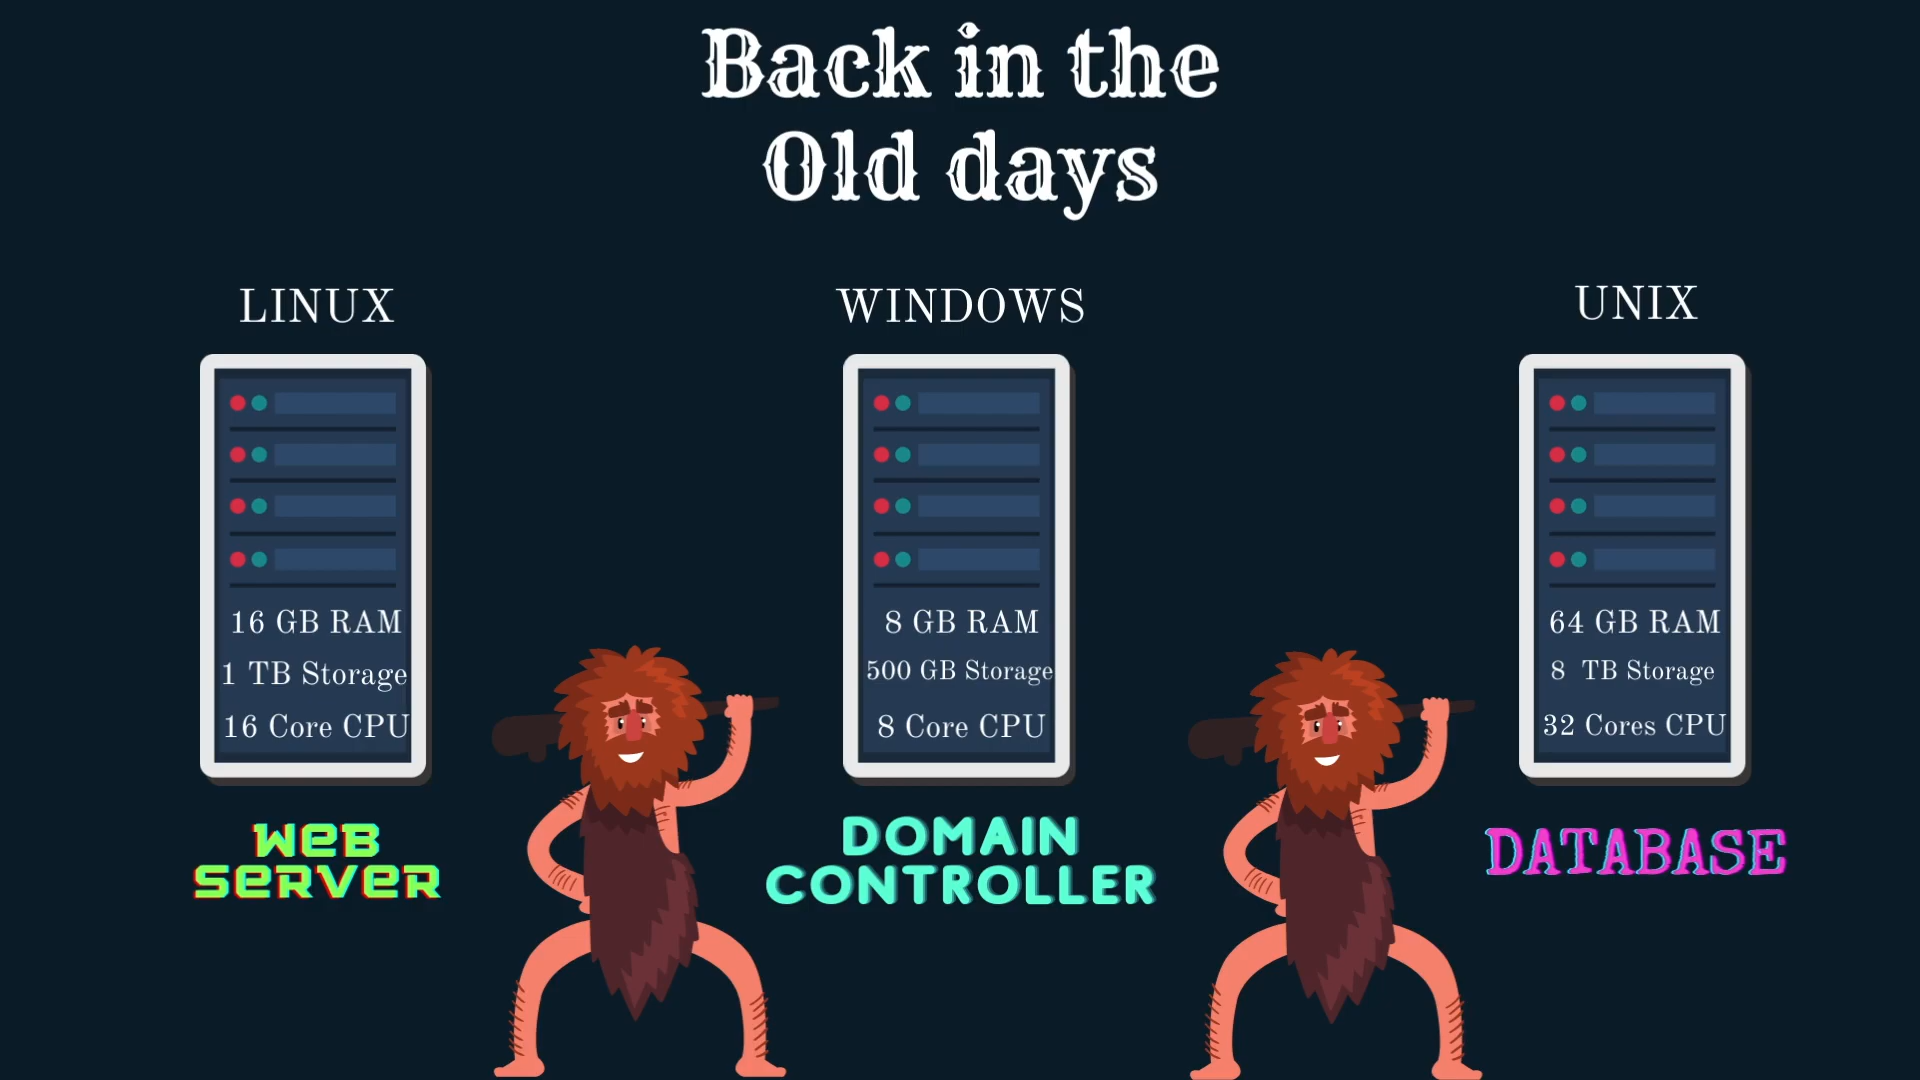 Back in the
Old days
LINUX
16 GB RAM
1 TB Storage
16 Core CPU
WEB
SERVER
WINDOWS
8 GB RAM
500 GB Storage
8 Core CPU
DOMAIN
CONTROLLER
UNIX
64 GB RAM
8 TB Storage
32 Cores CPU
DATABASE